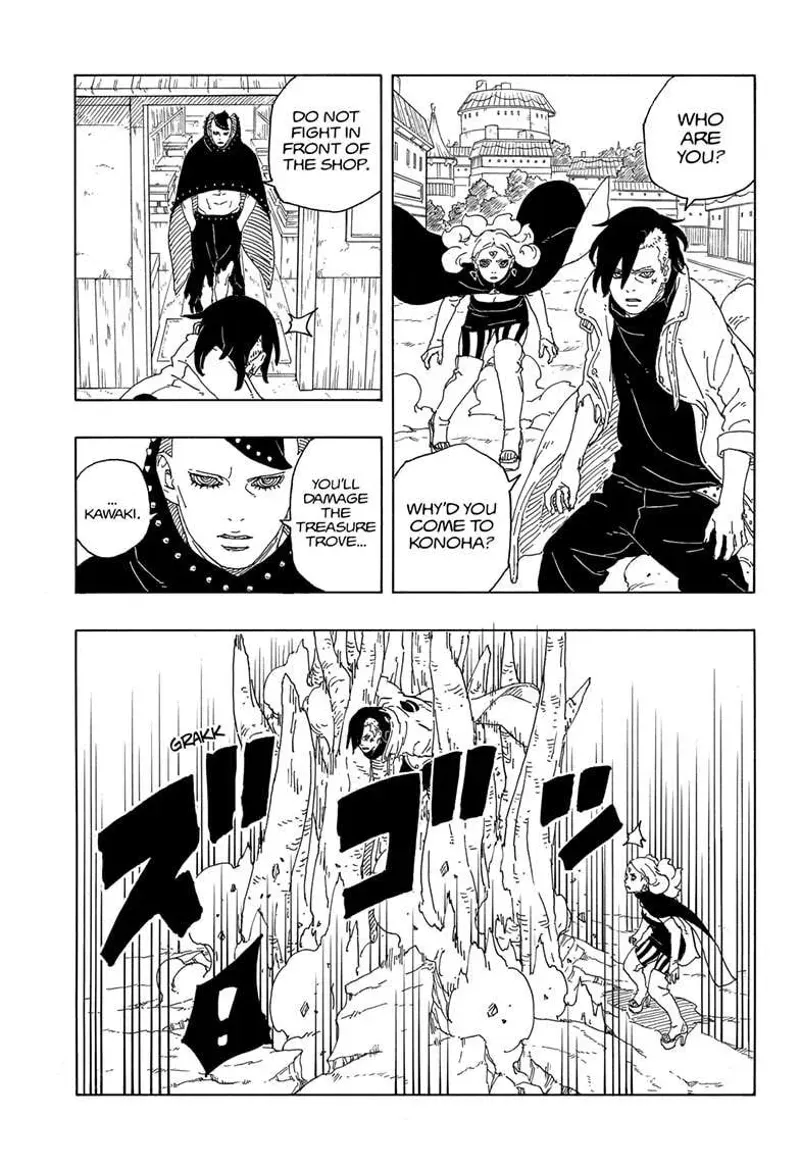 WHO
ARE
YOU?
WHY'D YOU
COME TO
KONOHA?
DO NOT
FIGHT IN
FRONT OF
THE SHOP.
YOU'LL
DAMAGE
THE
TREASURE
TROVE...
...
KAWAKI.
GRAKK
ズゴッ!